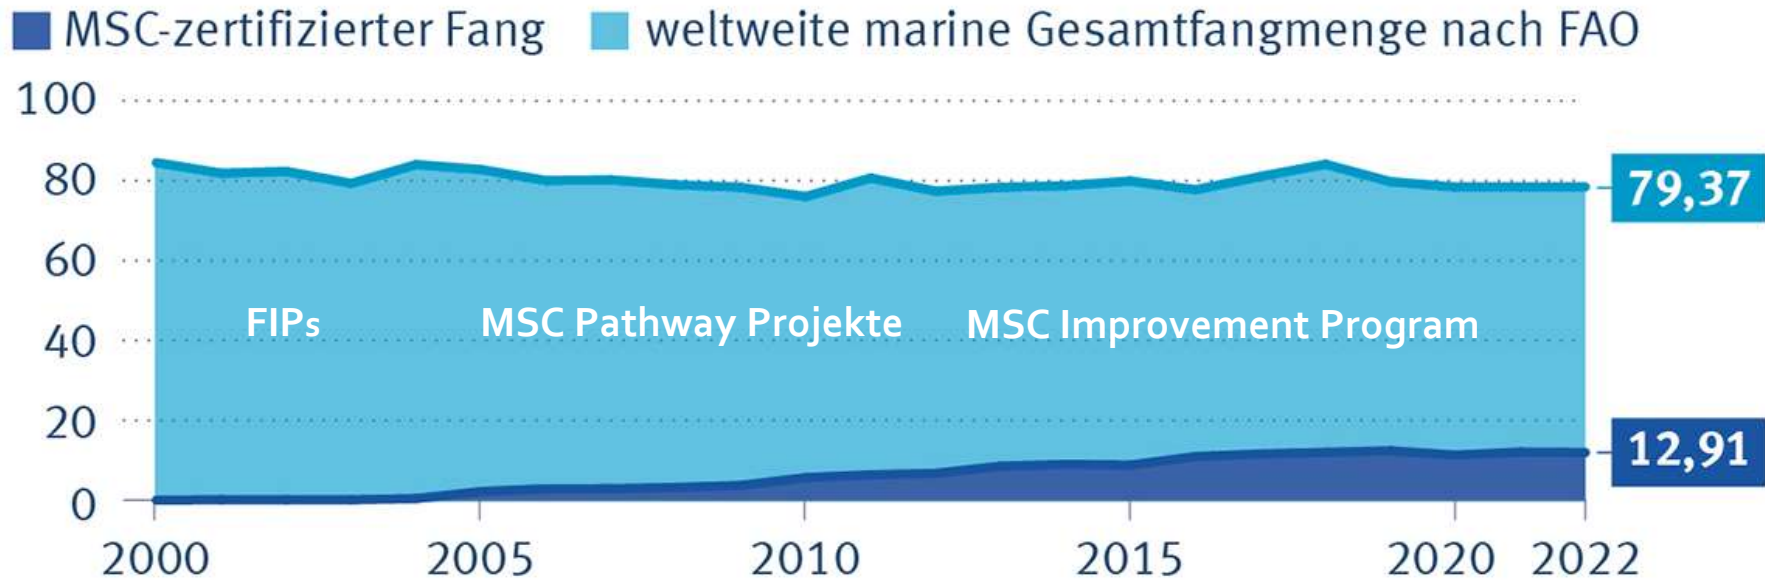 MSC-zertifizierter Fang weltweite marine Gesamtfangmenge nach FAO
100
80
79,37
60
FIPs MSC Pathway Projekte MSC Improvement Program
40
20
12,91
0
2000 2005 2010 2015 2020 2022